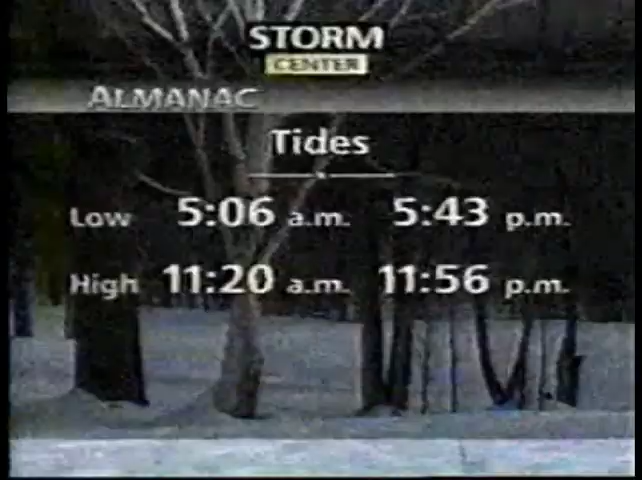 STORM
CENTER
ALMANAC
Tides
Low 5:06 a.m. 5:43 p.m.
High 11:20 a.m. 11:56 p.m.